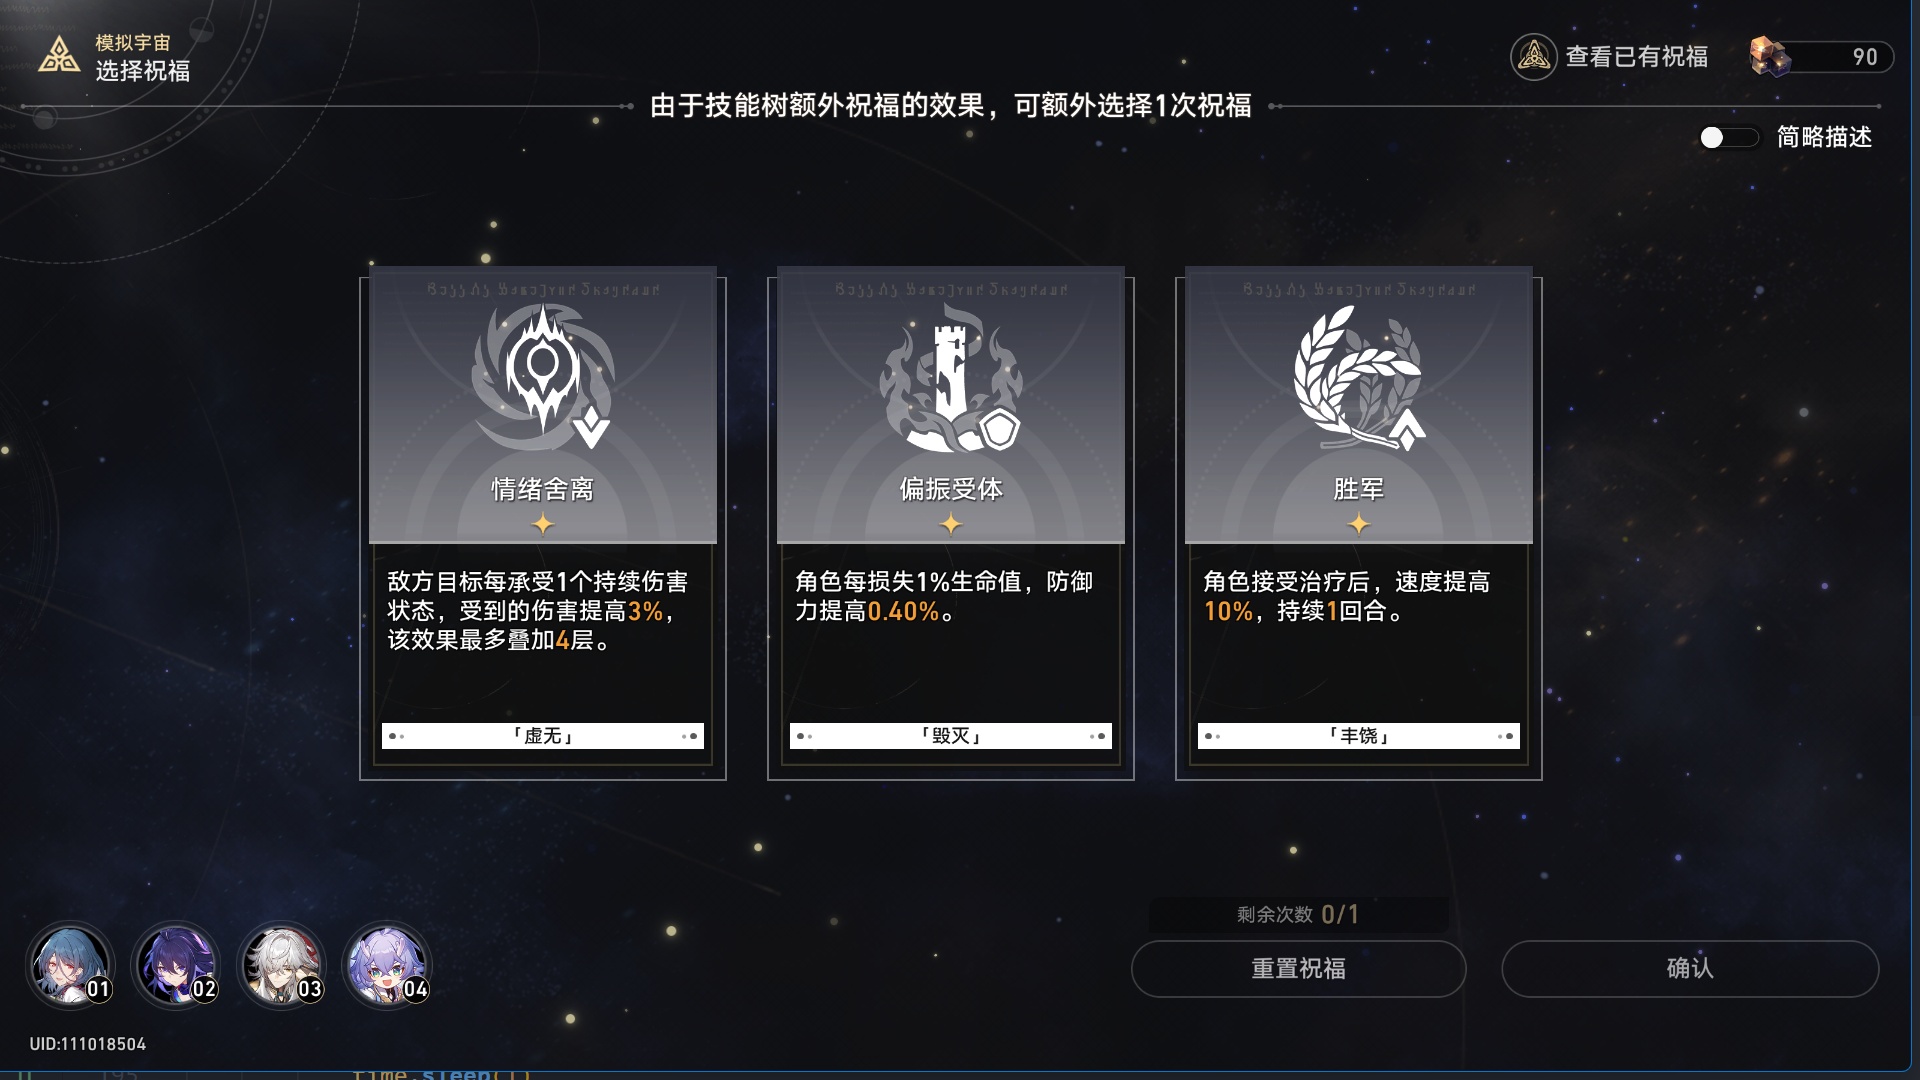 模拟宇宙
选择祝福
查看已有祝福
90
由于技能树额外祝福的效果，可额外选择1次祝福
简略描述
情绪舍离
敌方目标每承受1个持续伤害
状态，受到的伤害提高3%，
该效果最多叠加4层。
「虚无」
偏振受体
角色每损失1%生命值，防御
力提高0.40%。
「毁灭」
胜军
角色接受治疗后，速度提高
10%，持续1回合。
「丰饶」
剩余次数 0/1
重置祝福
确认
01
02
03
04
UID:111018504
time.sleep(1)